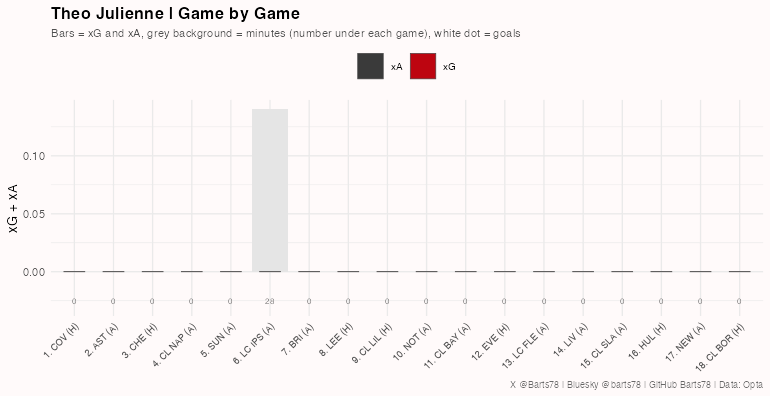 Theo Julienne | Game by Game
Bars = xG and xA, grey background = minutes (number under each game), white dot = goals
xA xG
xG + xA
0.10
0.05
0.00
0 0 0 0 0 28 0 0 0 0 0 0 0 0 0 0 0 0
1. COV (H)
2. AST (A)
3. CHE (H)
4. CL NAP (A)
5. SUN (A)
6. LC IPS (A)
7. BRI (A)
8. LEE (H)
9. CL LIL (H)
10. NOT (A)
11. CL BAY (A)
12. EVE (H)
13. LC FLE (A)
14. LIV (A)
15. CL SLA (A)
16. HUL (H)
17. NEW (A)
18. CL BOR (H)
X @Barts78 | Bluesky @barts78 | GitHub Barts78 | Data: Opta